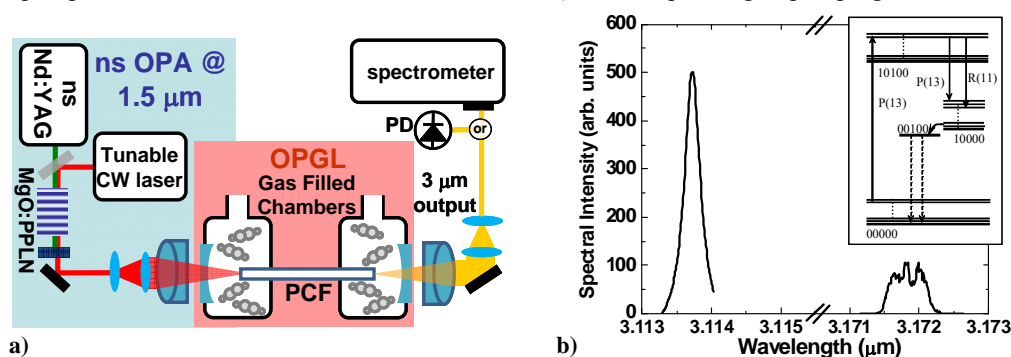 ns OPA @
1.5 μm
ns
Nd:YAG
Tunable
CW laser
MgO:PPLN
OPGL
Gas Filled
Chambers
PCF
spectrometer
PD
or
3 μm
output
a)
b)
Spectral Intensity (arb. units)
600
500
400
300
200
100
0
3.113
3.114
3.115
3.171
3.172
3.173
Wavelength (μm)
10100
P(13)
R(11)
P(13)
00100
10000
00000